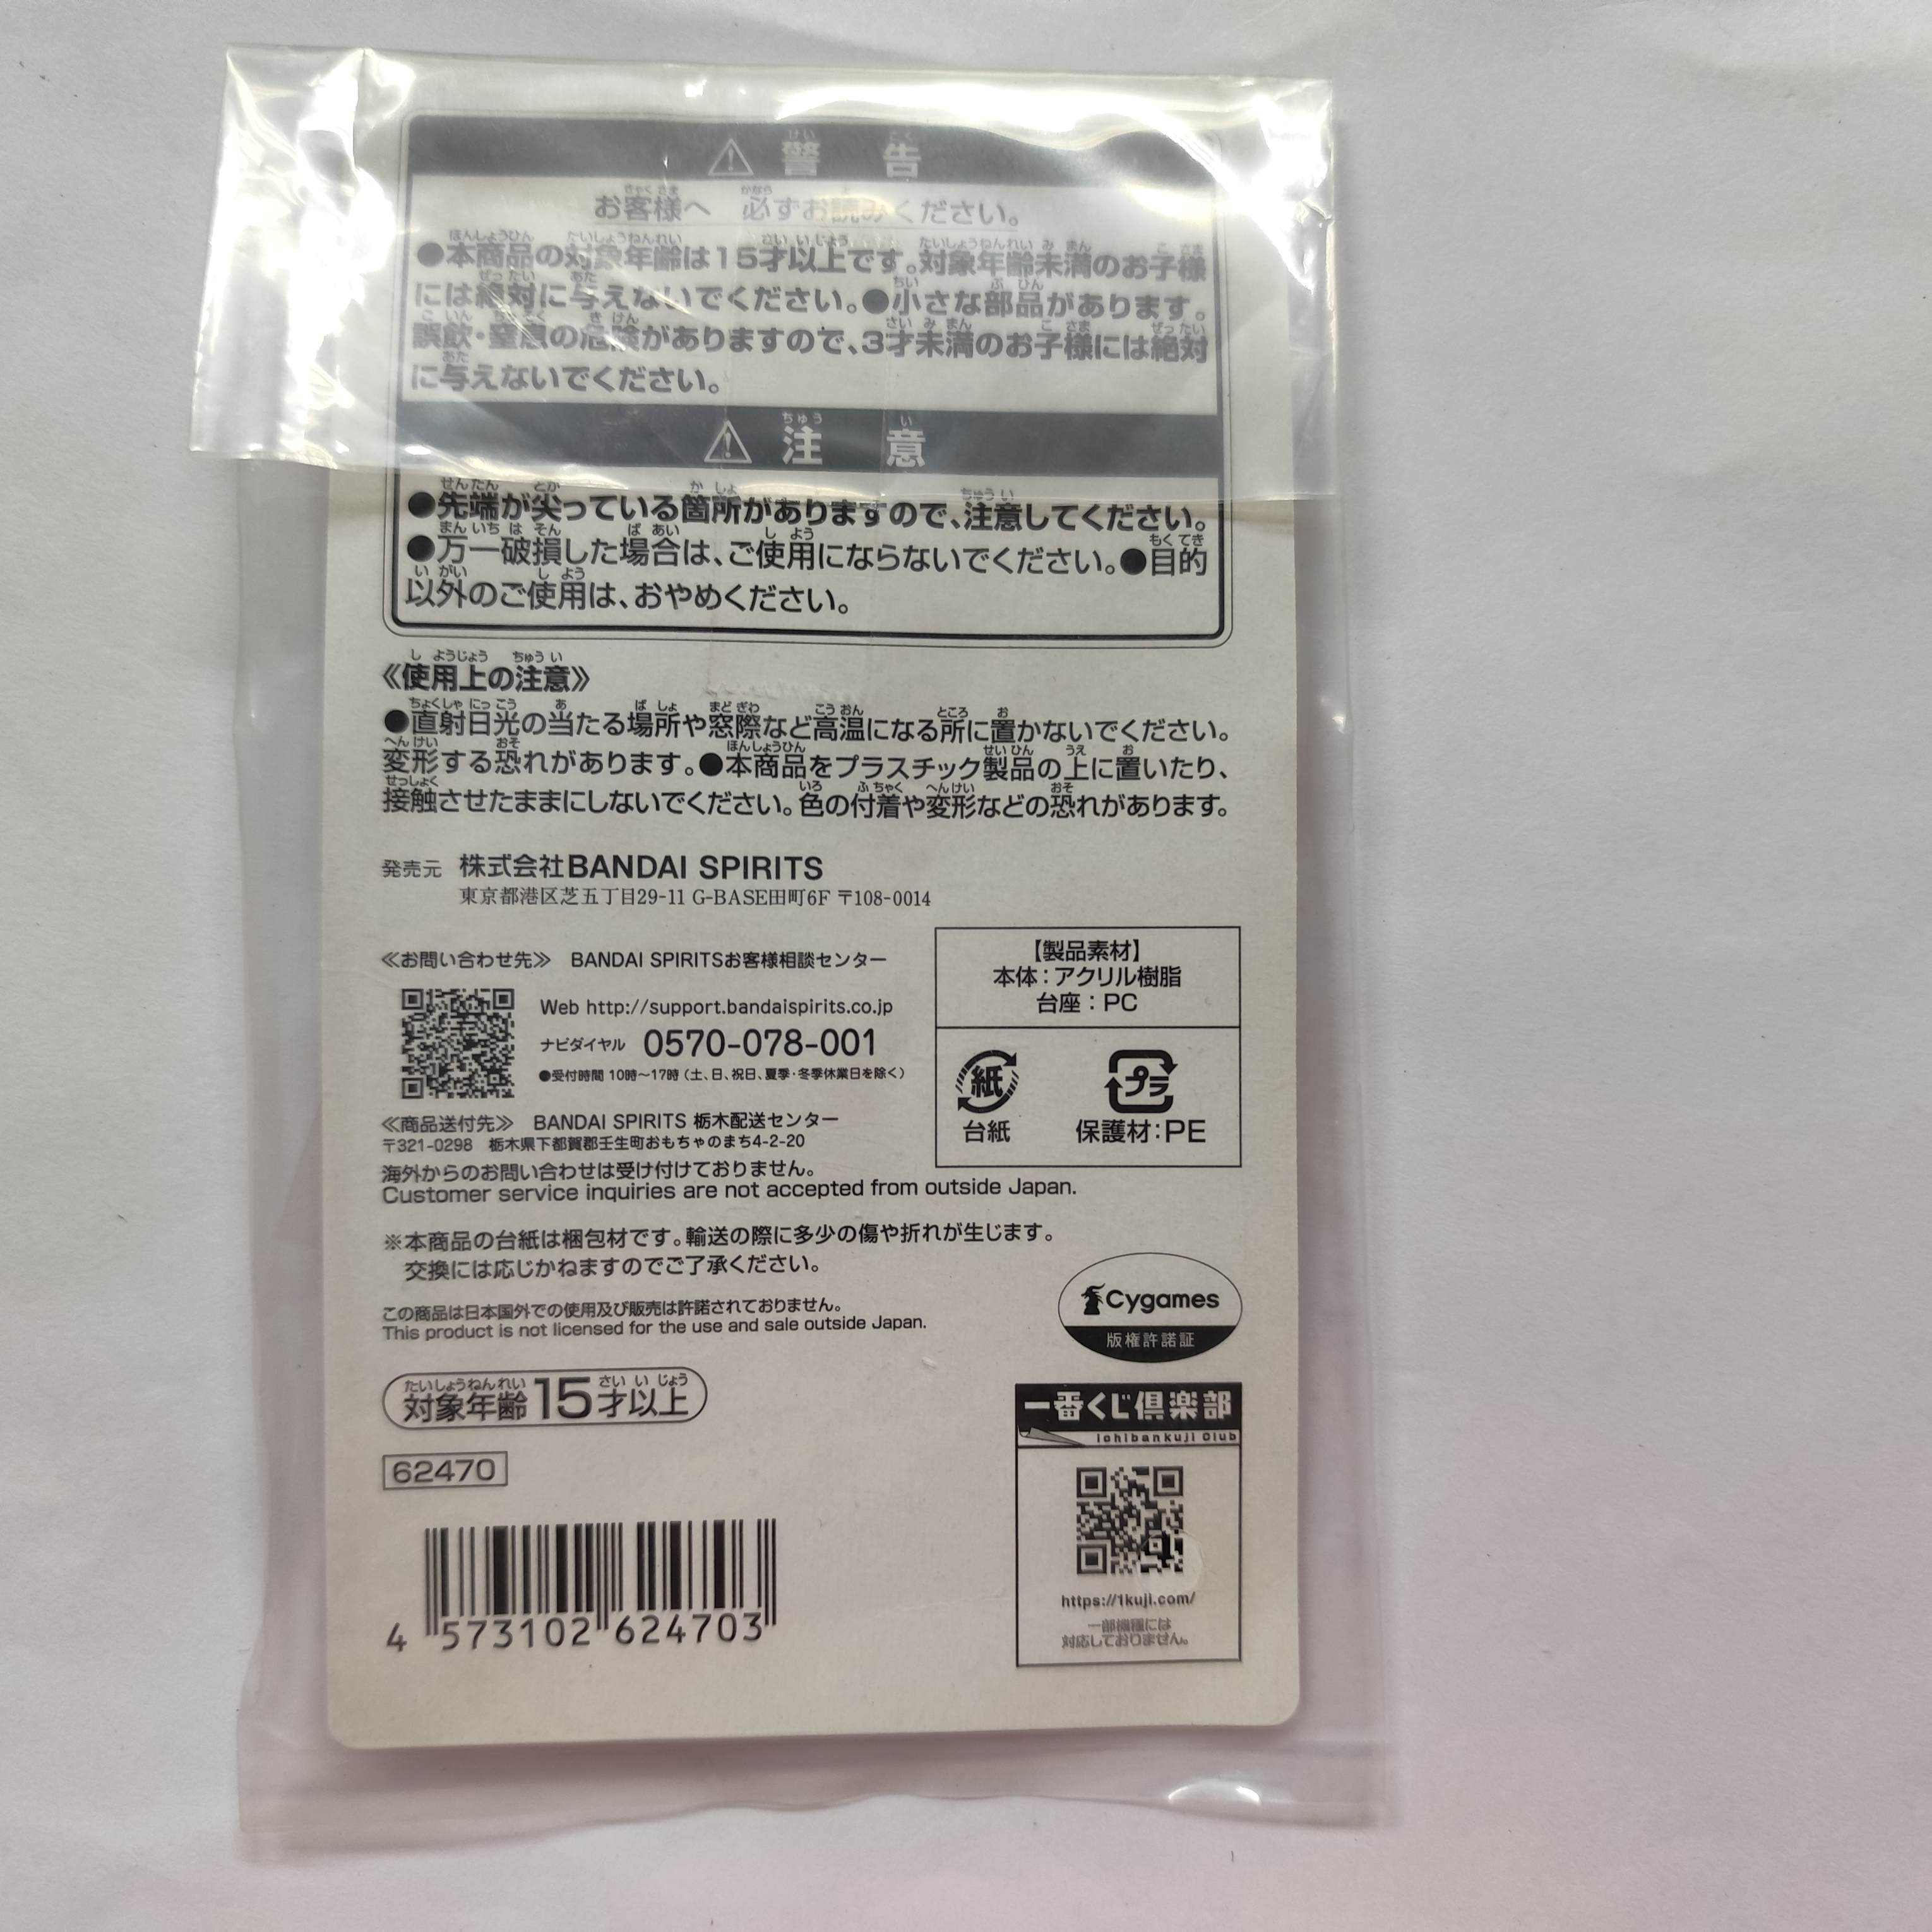 警告
お客様へ 必ずお読みください。
●本商品の対象年齢は15才以上です。対象年齢未満のお子様
には絶対に与えないでください。●小さな部品があります。
誤飲・窒息の危険がありますので、3才未満のお子様には絶対
に与えないでください。
注意
●先端が尖っている箇所がありますので、注意してください。
●万一破損した場合は、ご使用にならないでください。●目的
以外のご使用は、おやめください。
《使用上の注意》
●直射日光の当たる場所や窓際など高温になる所に置かないでください。
変形する恐れがあります。●本商品をプラスチック製品の上に置いたり、
接触させたままにしないでください。色の付着や変形などの恐れがあります。
発売元 株式会社BANDAI SPIRITS
東京都港区芝五丁目29-11 G-BASE田町6F 〒108-0014
≪お問い合わせ先≫ BANDAI SPIRITSお客様相談センター
Web http://support.bandaispirits.co.jp
ナビダイヤル 0570-078-001
●受付時間 10時〜17時（土、日、祝日、夏季・冬季休業日を除く）
≪商品送付先≫ BANDAI SPIRITS 栃木配送センター
〒321-0298 栃木県下都賀郡壬生町おもちゃのまち4-2-20
海外からのお問い合わせは受け付けておりません。
Customer service inquiries are not accepted from outside Japan.
【製品素材】
本体：アクリル樹脂
台座：PC
紙
台紙
プラ
保護材：PE
※本商品の台紙は梱包材です。輸送の際に多少の傷や折れが生じます。
交換には応じかねますのでご了承ください。
この商品は日本国外での使用及び販売は許諾されておりません。
This product is not licensed for the use and sale outside Japan.
Cygames
版権許諾証
対象年齢15才以上
62470
4 573102 624703
一番くじ倶楽部
ichibankuji Club
https://1kuji.com/
一部機種には
対応しておりません。